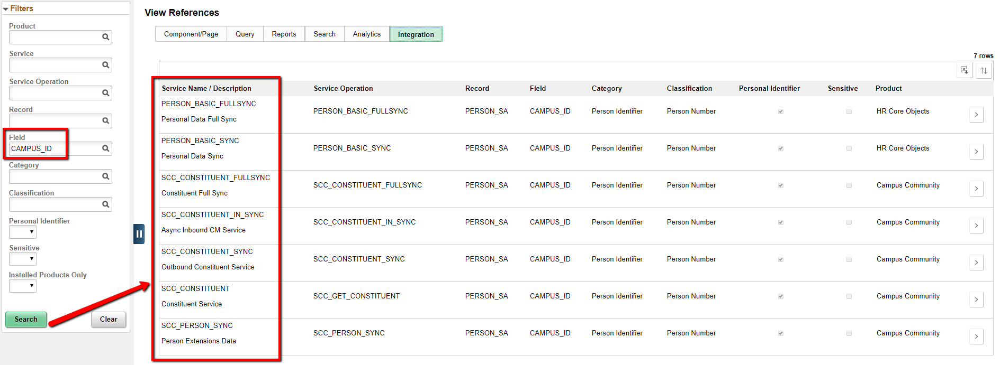 Filters
Product
Service
Service Operation
Record
Field
CAMPUS_ID
Category
Classification
Personal Identifier
Sensitive
Installed Products Only
Search Clear
View References
Component/Page Query Reports Search Analytics Integration
7 rows
Service Name / Description Service Operation Record Field Category Classification Personal Identifier Sensitive Product
PERSON_BASIC_FULLSYNC
Personal Data Full Sync
PERSON_BASIC_FULLSYNC PERSON_SA CAMPUS_ID Person Identifier Person Number HR Core Objects
PERSON_BASIC_SYNC
Personal Data Sync
PERSON_BASIC_SYNC PERSON_SA CAMPUS_ID Person Identifier Person Number HR Core Objects
SCC_CONSTITUENT_FULLSYNC
Constituent Full Sync
SCC_CONSTITUENT_FULLSYNC PERSON_SA CAMPUS_ID Person Identifier Person Number Campus Community
SCC_CONSTITUENT_IN_SYNC
Async Inbound CM Service
SCC_CONSTITUENT_IN_SYNC PERSON_SA CAMPUS_ID Person Identifier Person Number Campus Community
SCC_CONSTITUENT_SYNC
Outbound Constituent Service
SCC_CONSTITUENT_SYNC PERSON_SA CAMPUS_ID Person Identifier Person Number Campus Community
SCC_CONSTITUENT
Constituent Service
SCC_GET_CONSTITUENT PERSON_SA CAMPUS_ID Person Identifier Person Number Campus Community
SCC_PERSON_SYNC
Person Extensions Data
SCC_PERSON_SYNC PERSON_SA CAMPUS_ID Person Identifier Person Number Campus Community